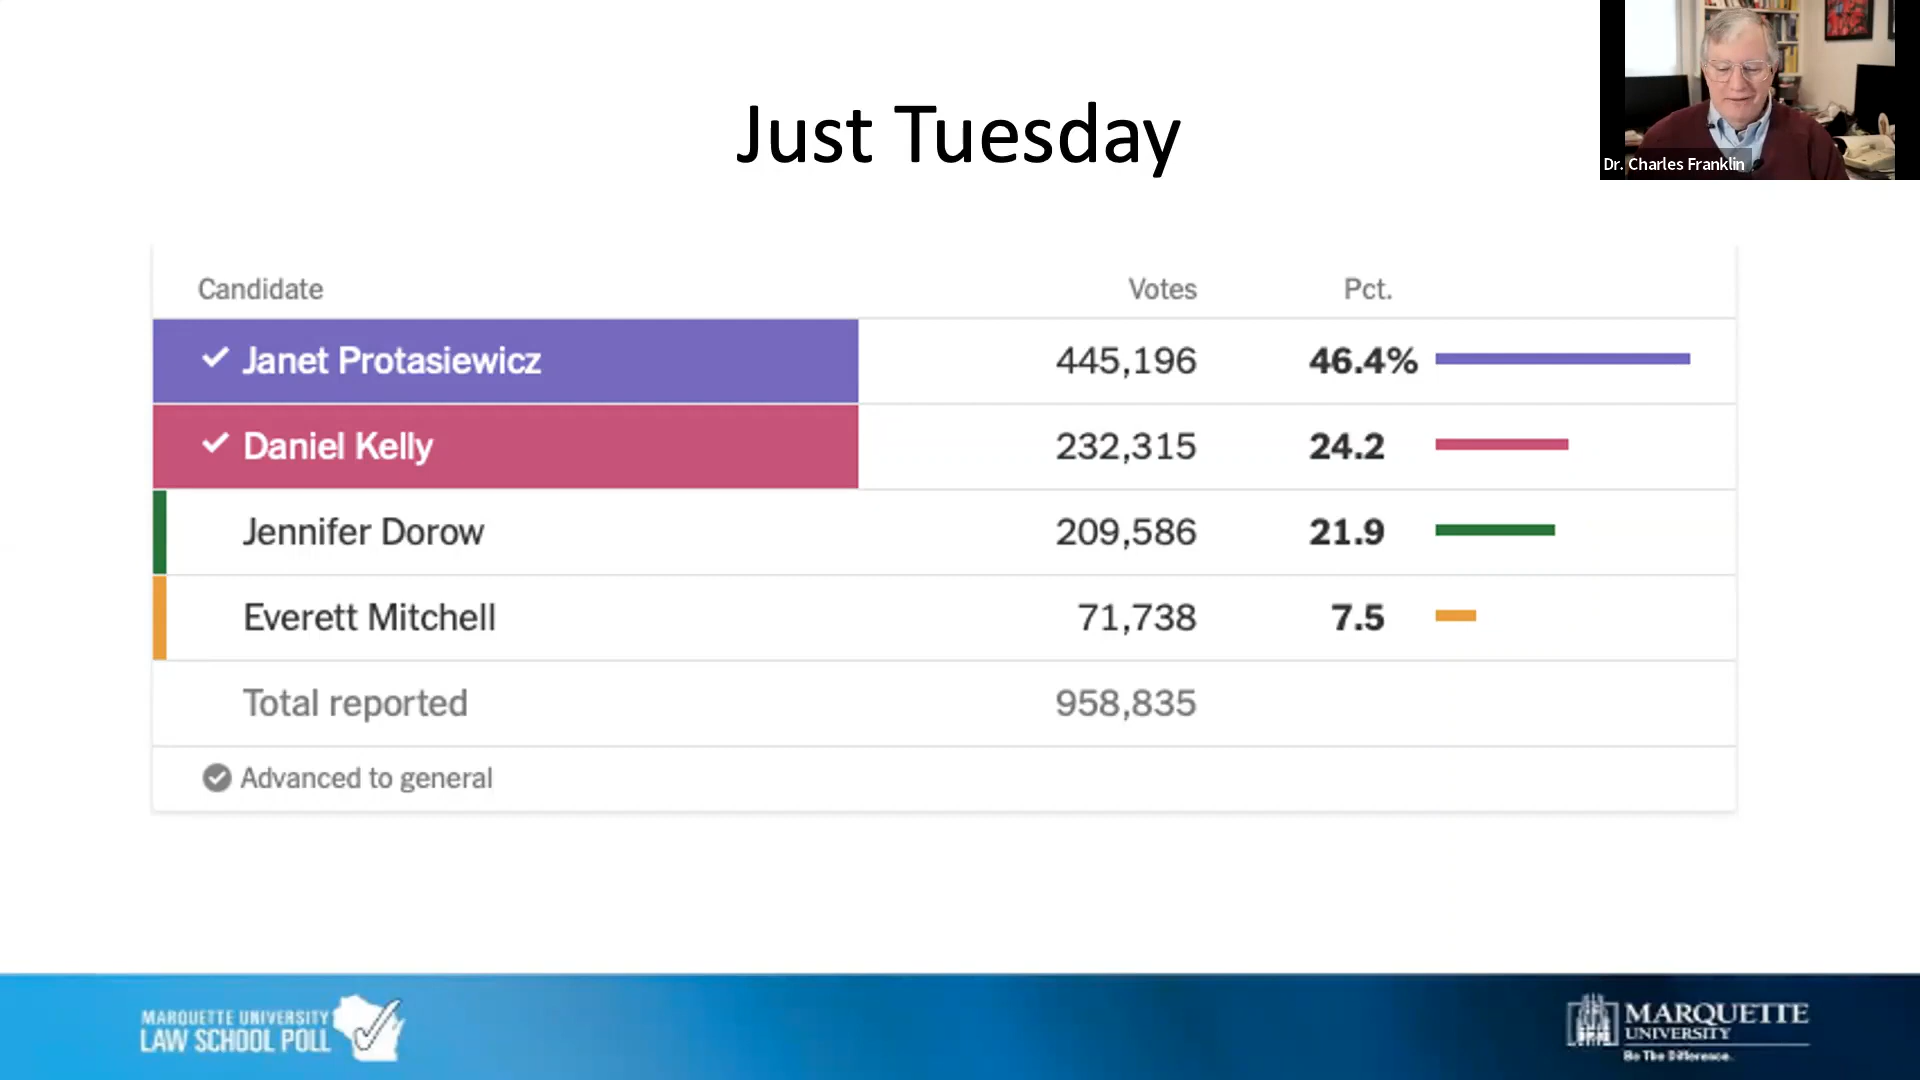 Just Tuesday
Dr. Charles Franklin
Candidate Votes Pct.
Janet Protasiewicz 445,196 46.4%
Daniel Kelly 232,315 24.2
Jennifer Dorow 209,586 21.9
Everett Mitchell 71,738 7.5
Total reported 958,835
Advanced to general
MARQUETTE UNIVERSITY
LAW SCHOOL POLL
MARQUETTE
UNIVERSITY
Be The Difference.